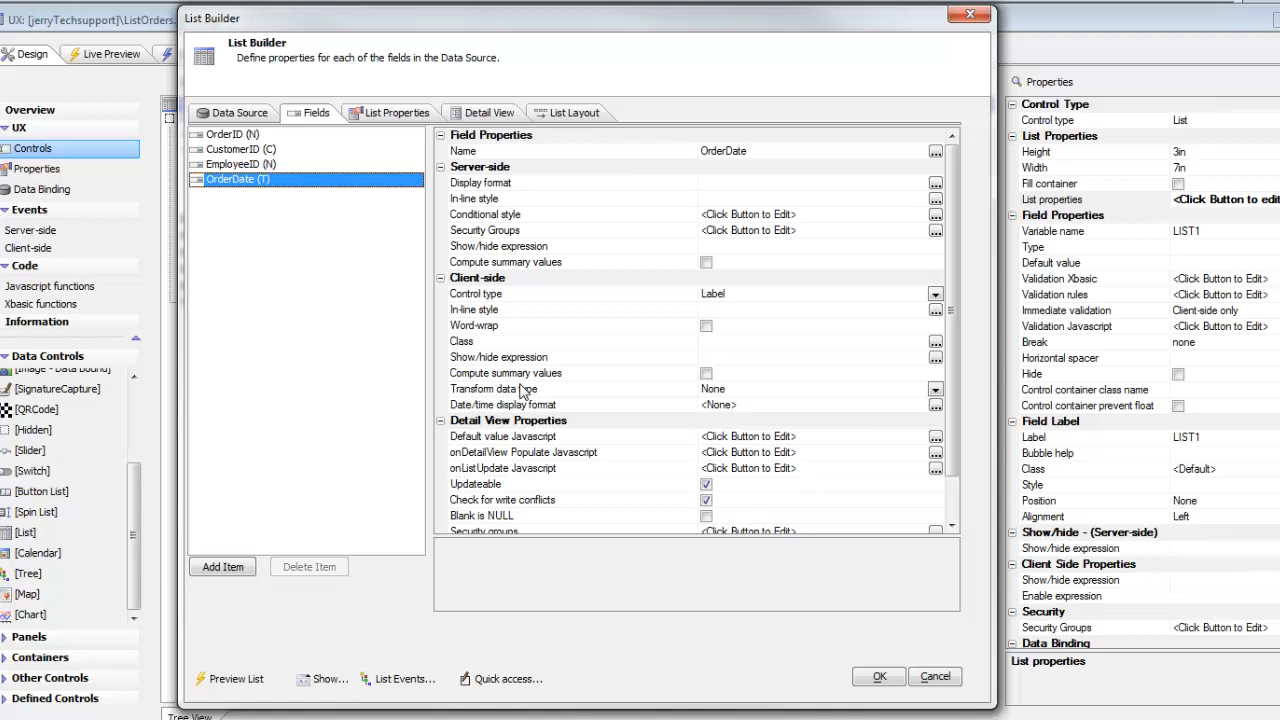 UX: [jerryTechsupport]\ListOrders.
Design
Live Preview
Overview
UX
Controls
Properties
Data Binding
Events
Server-side
Client-side
Code
Javascript functions
Xbasic functions
Information
Data Controls
[Image - Data Bound]
[SignatureCapture]
[QRCode]
[Hidden]
[Slider]
[Switch]
[Button List]
[Spin List]
[List]
[Calendar]
[Tree]
[Map]
[Chart]
Panels
Containers
Other Controls
Defined Controls
Tree View
List Builder
List Builder
Define properties for each of the fields in the Data Source.
Data Source
Fields
List Properties
Detail View
List Layout
OrderID (N)
CustomerID (C)
EmployeeID (N)
OrderDate (T)
Add Item
Delete Item
Field Properties
Name OrderDate
Server-side
Display format
In-line style
Conditional style <Click Button to Edit>
Security Groups <Click Button to Edit>
Show/hide expression
Compute summary values
Client-side
Control type Label
In-line style
Word-wrap
Class
Show/hide expression
Compute summary values
Transform data type None
Date/time display format <None>
Detail View Properties
Default value Javascript <Click Button to Edit>
onDetailView Populate Javascript <Click Button to Edit>
onListUpdate Javascript <Click Button to Edit>
Updateable
Check for write conflicts
Blank is NULL
Security groups <Click Button to Edit>
Preview List
Show...
List Events...
Quick access...
OK
Cancel
Properties
Control Type
Control type List
List Properties
Height 3in
Width 7in
Fill container
List properties <Click Button to edit
Field Properties
Variable name LIST1
Type
Default value
Validation Xbasic <Click Button to Edit>
Validation rules <Click Button to Edit>
Immediate validation Client-side only
Validation Javascript <Click Button to Edit>
Break none
Horizontal spacer
Hide
Control container class name
Control container prevent float
Field Label
Label LIST1
Bubble help
Class <Default>
Style
Position None
Alignment Left
Show/hide - (Server-side)
Show/hide expression
Client Side Properties
Show/hide expression
Enable expression
Security
Security Groups <Click Button to Edit>
Data Binding
List properties